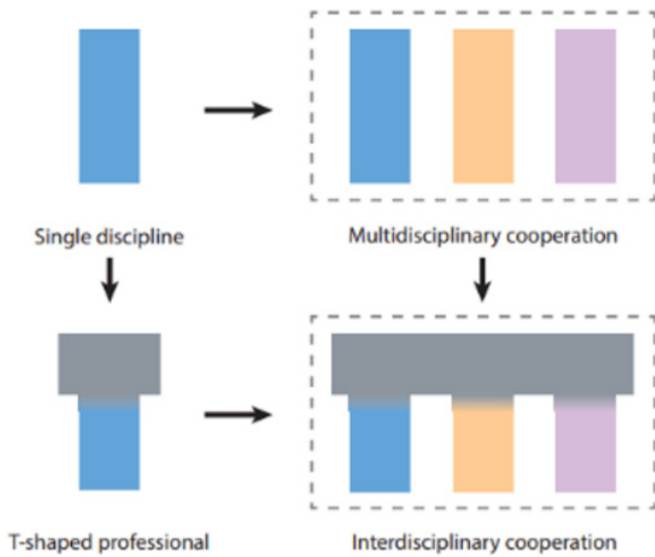 Single discipline
Multidisciplinary cooperation
T-shaped professional
Interdisciplinary cooperation